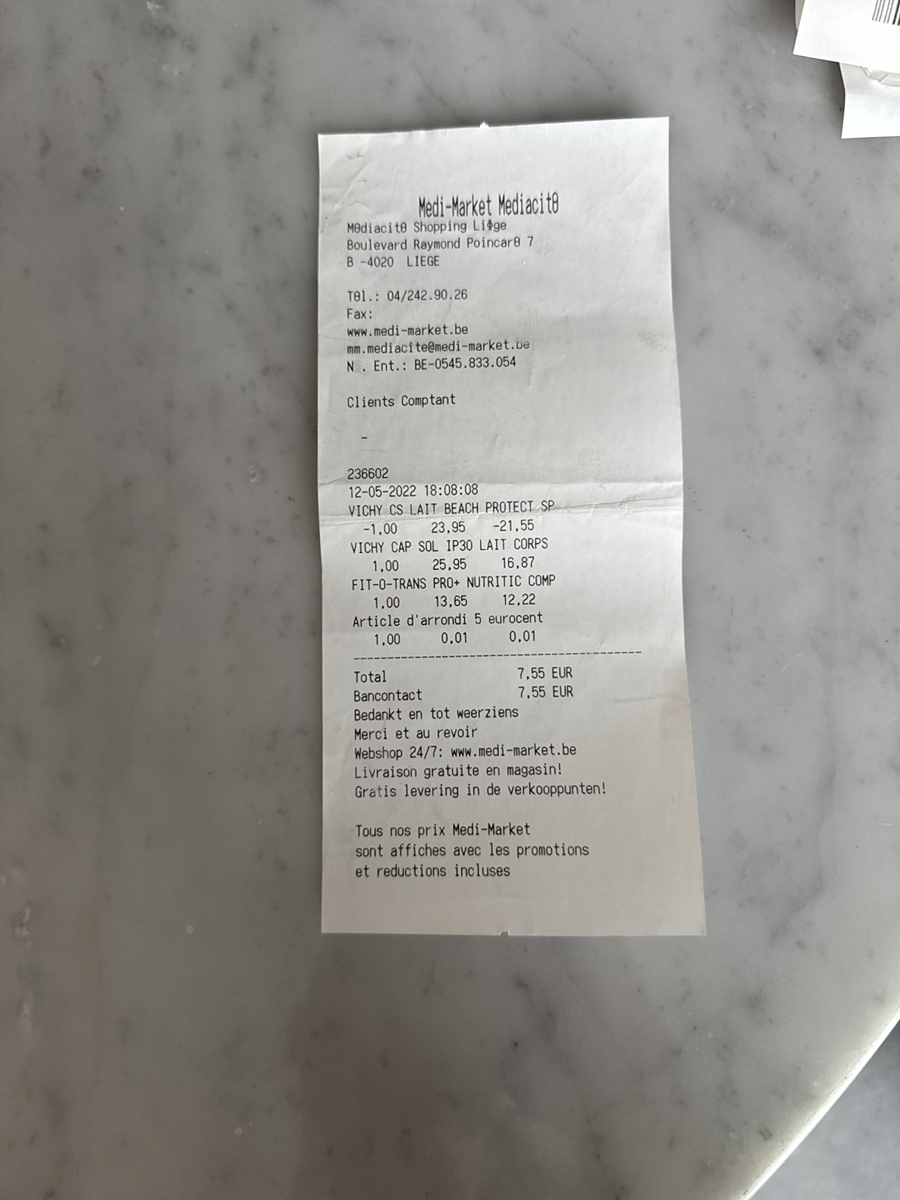 Medi-Market Mediacitθ
Mθdiacitθ Shopping Liϕge
Boulevard Raymond Poincarθ 7
B -4020 LIEGE
Tθl.: 04/242.90.26
Fax:
www.medi-market.be
mm.mediacite@medi-market.be
N . Ent.: BE-0545.833.054
Clients Comptant
-
236602
12-05-2022 18:08:08
VICHY CS LAIT BEACH PROTECT SP
-1,00 23,95 -21,55
VICHY CAP SOL IP30 LAIT CORPS
1,00 25,95 16,87
FIT-O-TRANS PRO+ NUTRITIC COMP
1,00 13,65 12,22
Article d'arrondi 5 eurocent
1,00 0,01 0,01
------------------------------------------
Total 7,55 EUR
Bancontact 7,55 EUR
Bedankt en tot weerziens
Merci et au revoir
Webshop 24/7: www.medi-market.be
Livraison gratuite en magasin!
Gratis levering in de verkooppunten!
Tous nos prix Medi-Market
sont affiches avec les promotions
et reductions incluses